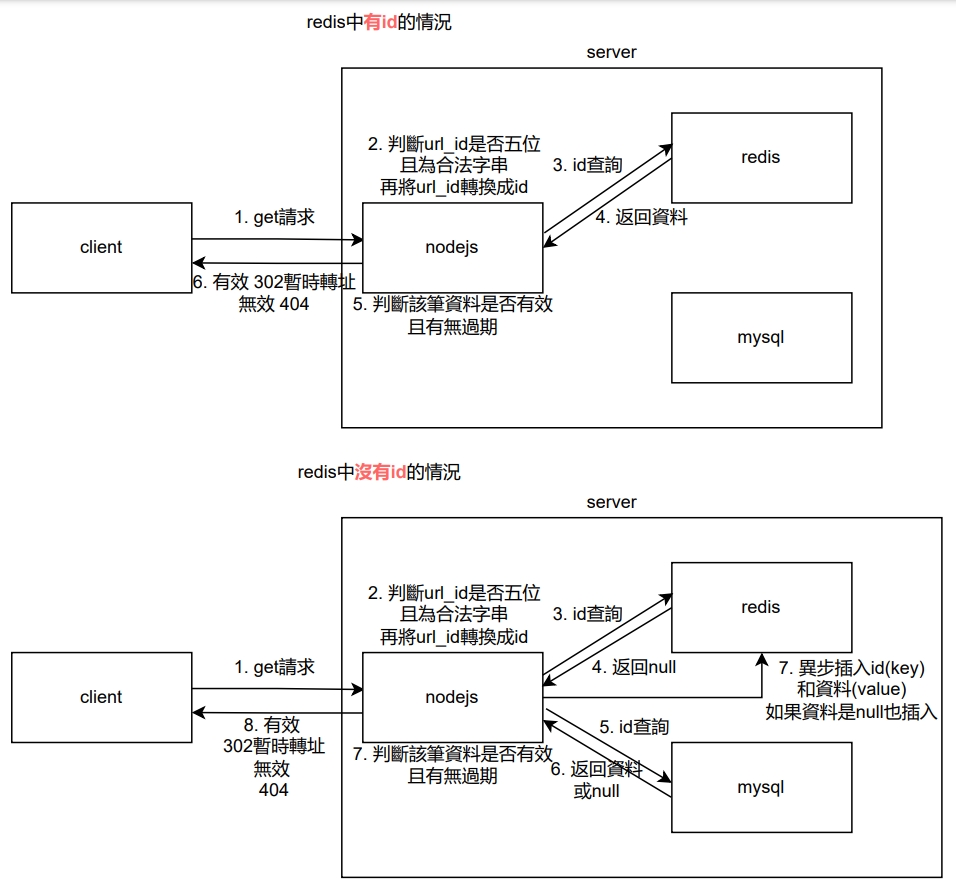 redis中有id的情況
server
2. 判斷url_id是否五位
且為合法字串
再將url_id轉換成id
3. id查詢
redis
4. 返回資料
1. get請求
client
nodejs
6. 有效 302暫時轉址
無效 404
5. 判斷該筆資料是否有效
且有無過期
mysql
redis中沒有id的情況
server
2. 判斷url_id是否五位
且為合法字串
再將url_id轉換成id
3. id查詢
redis
4. 返回null
1. get請求
client
nodejs
7. 異步插入id(key)
和資料(value)
如果資料是null也插入
8. 有效
302暫時轉址
無效
404
5. id查詢
7. 判斷該筆資料是否有效
且有無過期
6. 返回資料
或null
mysql